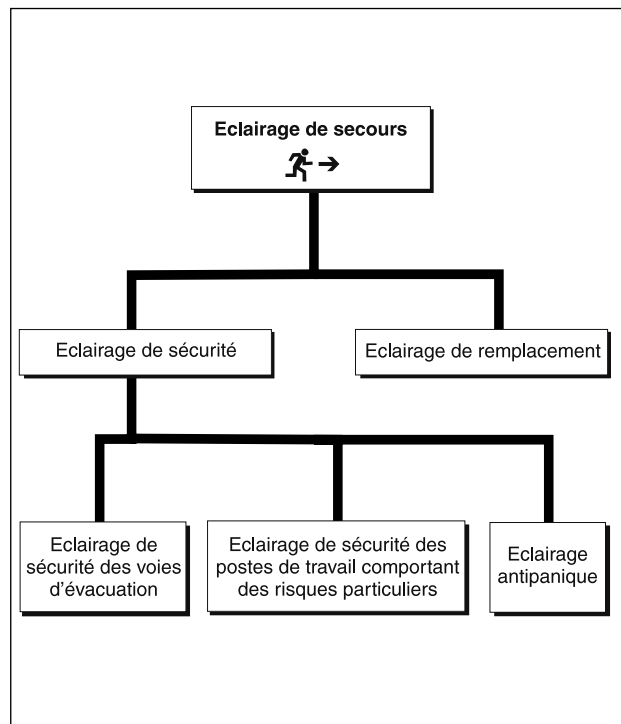 Eclairage de secours
Eclairage de sécurité
Eclairage de remplacement
Eclairage de
sécurité des voies
d'évacuation
Eclairage de sécurité des
postes de travail comportant
des risques particuliers
Eclairage
antipanique